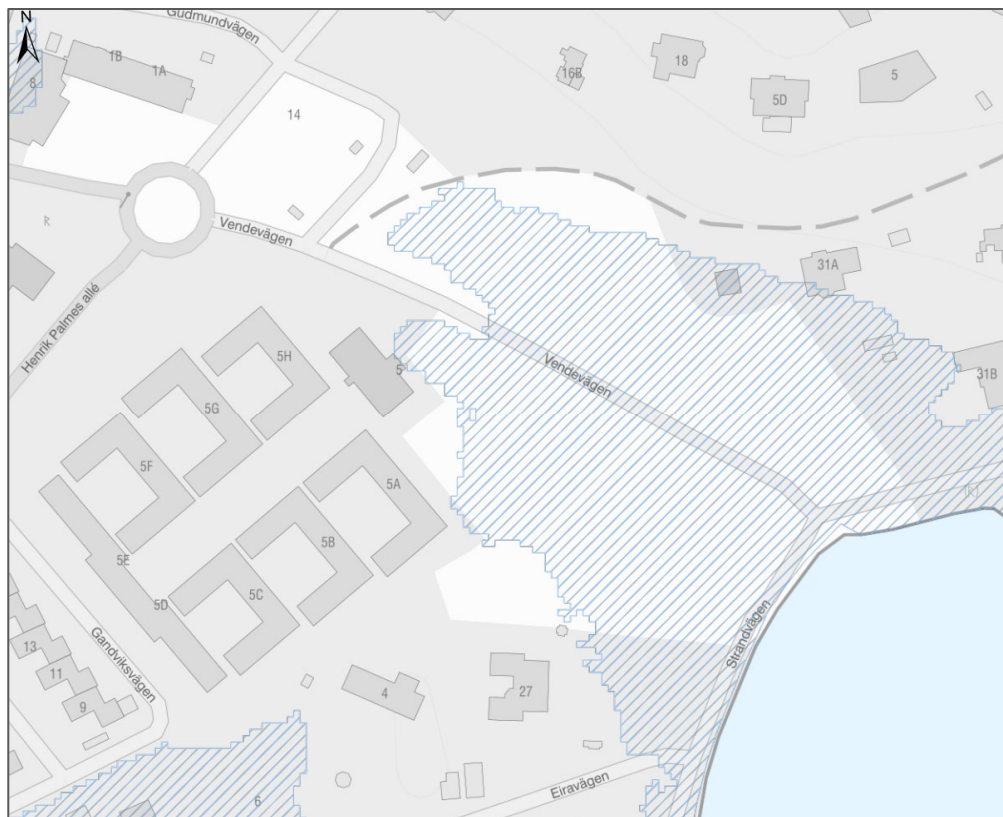 N
Gudmundvägen
1B
1A
8
14
16B
18
5D
5
R
Vendevägen
Henrik Palmes allé
31A
5H
5
Vendevägen
31B
5G
5F
5A
(R)
5B
5E
5C
5D
Strandvägen
13
11
9
Gandviksvägen
4
27
6
Eiravägen